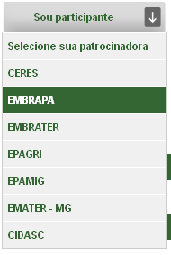 Sou participante
Selecione sua patrocinadora
CERES
EMBRAPA
EMBRATER
EPAGRI
EPAMIG
EMATER - MG
CIDASC